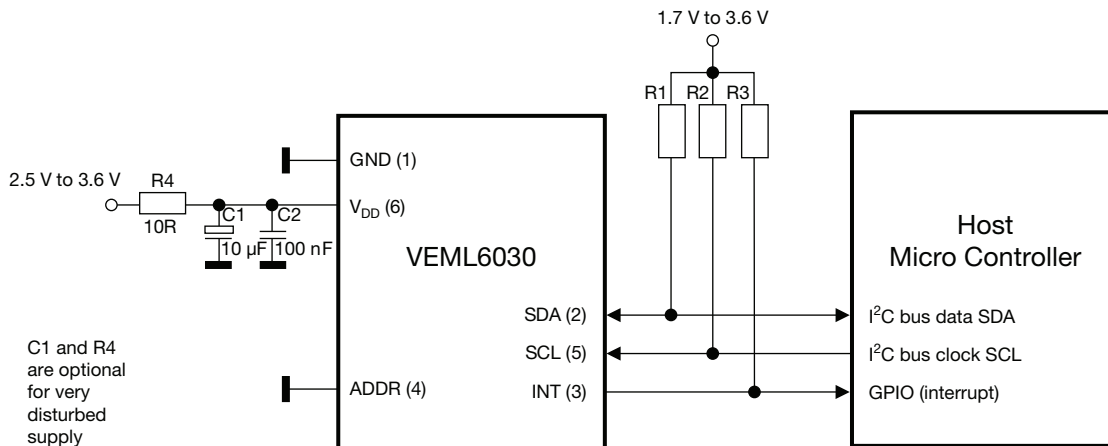 1.7 V to 3.6 V
R1 R2 R3
GND (1)
2.5 V to 3.6 V
R4
10R
C1
10 µF
C2
100 nF
V_DD (6)
VEML6030
Host
Micro Controller
SDA (2)
I²C bus data SDA
SCL (5)
I²C bus clock SCL
ADDR (4)
INT (3)
GPIO (interrupt)
C1 and R4
are optional
for very
disturbed
supply